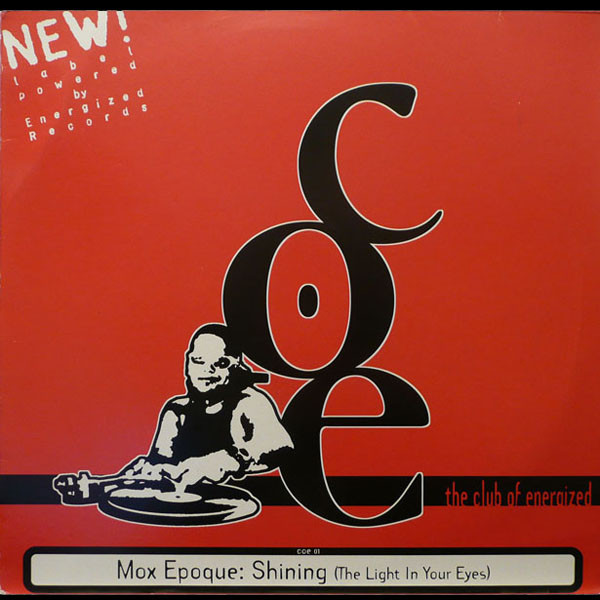 NEW!
label
powered
by
Energized
Records
coe
the club of energized
COE 01
Mox Epoque: Shining (The Light In Your Eyes)